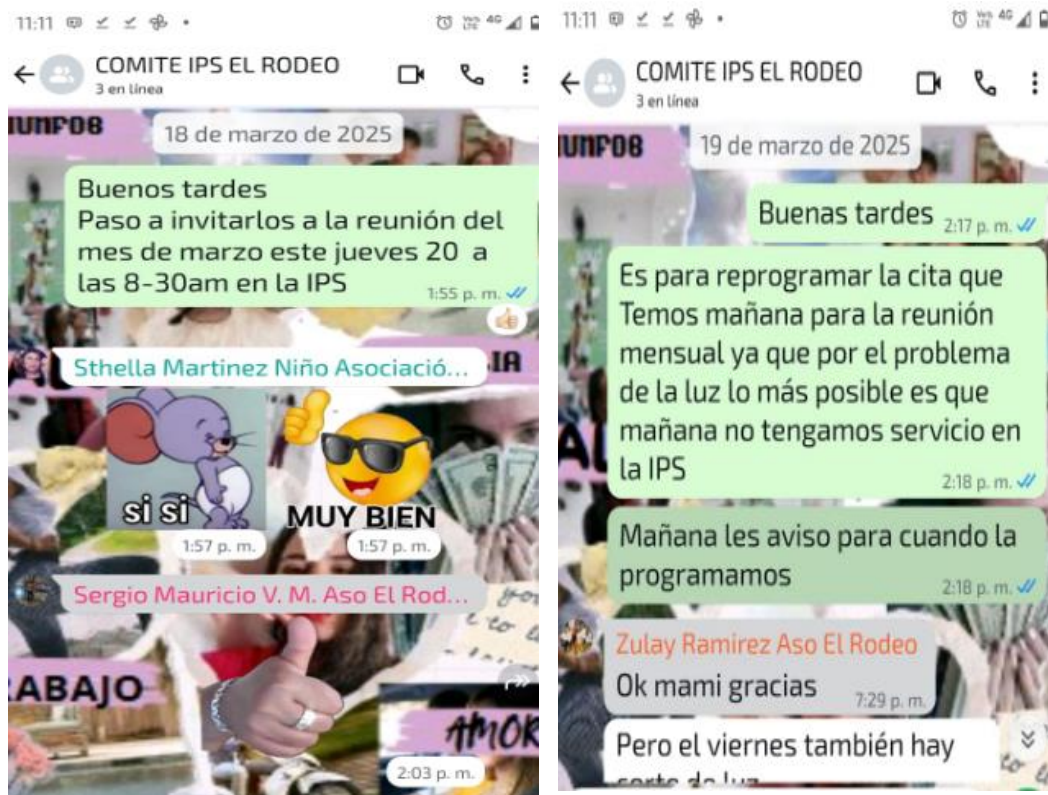 11:11
VoLTE 4G
COMITE IPS EL RODEO
3 en línea
18 de marzo de 2025
Buenos tardes
Paso a invitarlos a la reunión del
mes de marzo este jueves 20 a
las 8-30am en la IPS
1:55 p. m.
Sthella Martinez Niño Asociació...
si si
1:57 p. m.
MUY BIEN
1:57 p. m.
Sergio Mauricio V. M. Aso El Rod...
ABAJO
AMOR
2:03 p. m.
11:11
VoLTE 4G
COMITE IPS EL RODEO
3 en línea
19 de marzo de 2025
Buenas tardes
2:17 p. m.
Es para reprogramar la cita que
Temos mañana para la reunión
mensual ya que por el problema
de la luz lo más posible es que
mañana no tengamos servicio en
la IPS
2:18 p. m.
Mañana les aviso para cuando la
programamos
2:18 p. m.
Zulay Ramirez Aso El Rodeo
Ok mami gracias
7:29 p. m.
Pero el viernes también hay